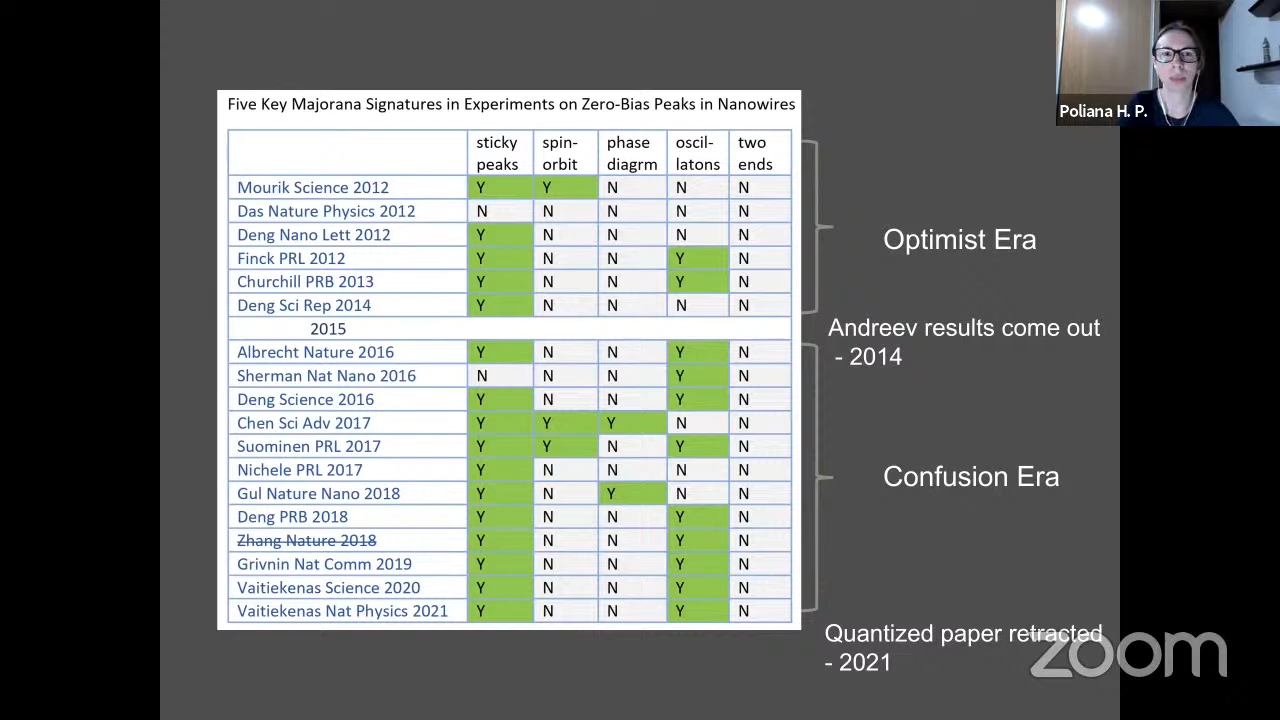 Poliana H. P.
Five Key Majorana Signatures in Experiments on Zero-Bias Peaks in Nanowires
sticky peaks spin-orbit phase diagrm oscil-latons two ends
Mourik Science 2012 Y Y N N N
Das Nature Physics 2012 N N N N N
Deng Nano Lett 2012 Y N N N N
Finck PRL 2012 Y N N Y N
Churchill PRB 2013 Y N N Y N
Deng Sci Rep 2014 Y N N N N
2015
Albrecht Nature 2016 Y N N Y N
Sherman Nat Nano 2016 N N N Y N
Deng Science 2016 Y N N Y N
Chen Sci Adv 2017 Y Y Y N N
Suominen PRL 2017 Y Y N Y N
Nichele PRL 2017 Y N N N N
Gul Nature Nano 2018 Y N Y N N
Deng PRB 2018 Y N N Y N
Zhang Nature 2018 Y N N Y N
Grivnin Nat Comm 2019 Y N N Y N
Vaitiekenas Science 2020 Y N N Y N
Vaitiekenas Nat Physics 2021 Y N N Y N
Optimist Era
Andreev results come out
- 2014
Confusion Era
Quantized paper retracted
- 2021
zoom